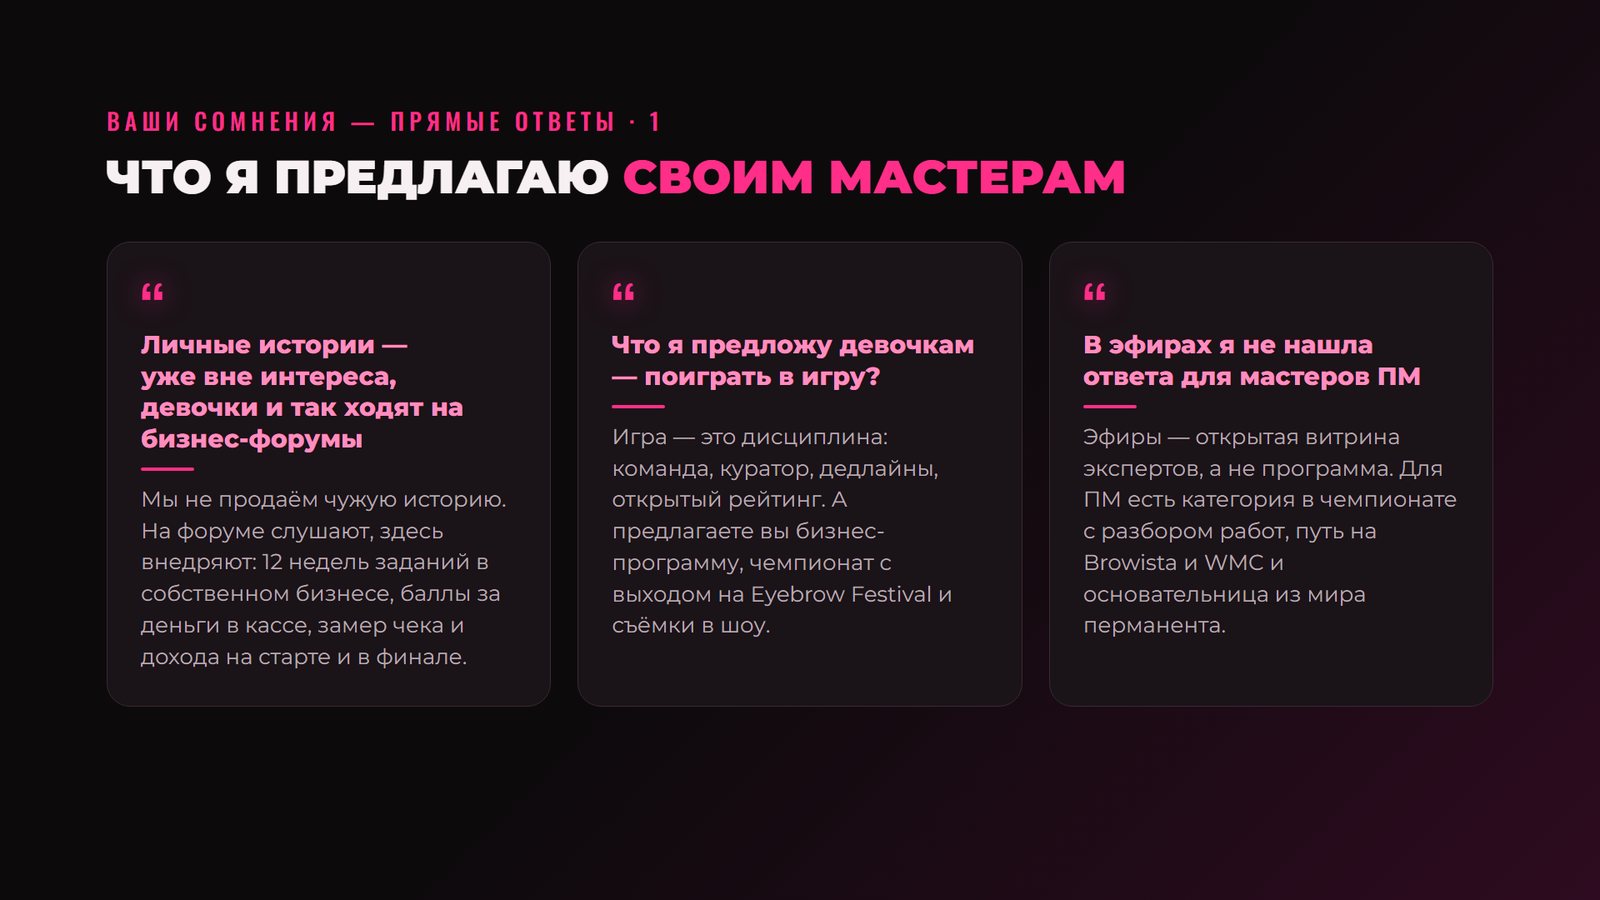 ВАШИ СОМНЕНИЯ — ПРЯМЫЕ ОТВЕТЫ · 1
ЧТО Я ПРЕДЛАГАЮ СВОИМ МАСТЕРАМ
“
Личные истории —
уже вне интереса,
девочки и так ходят на
бизнес-форумы
Мы не продаём чужую историю.
На форуме слушают, здесь
внедряют: 12 недель заданий в
собственном бизнесе, баллы за
деньги в кассе, замер чека и
дохода на старте и в финале.
“
Что я предложу девочкам
— поиграть в игру?
Игра — это дисциплина:
команда, куратор, дедлайны,
открытый рейтинг. А
предлагаете вы бизнес-
программу, чемпионат с
выходом на Eyebrow Festival и
съёмки в шоу.
“
В эфирах я не нашла
ответа для мастеров ПМ
Эфиры — открытая витрина
экспертов, а не программа. Для
ПМ есть категория в чемпионате
с разбором работ, путь на
Browista и WMC и
основательница из мира
перманента.